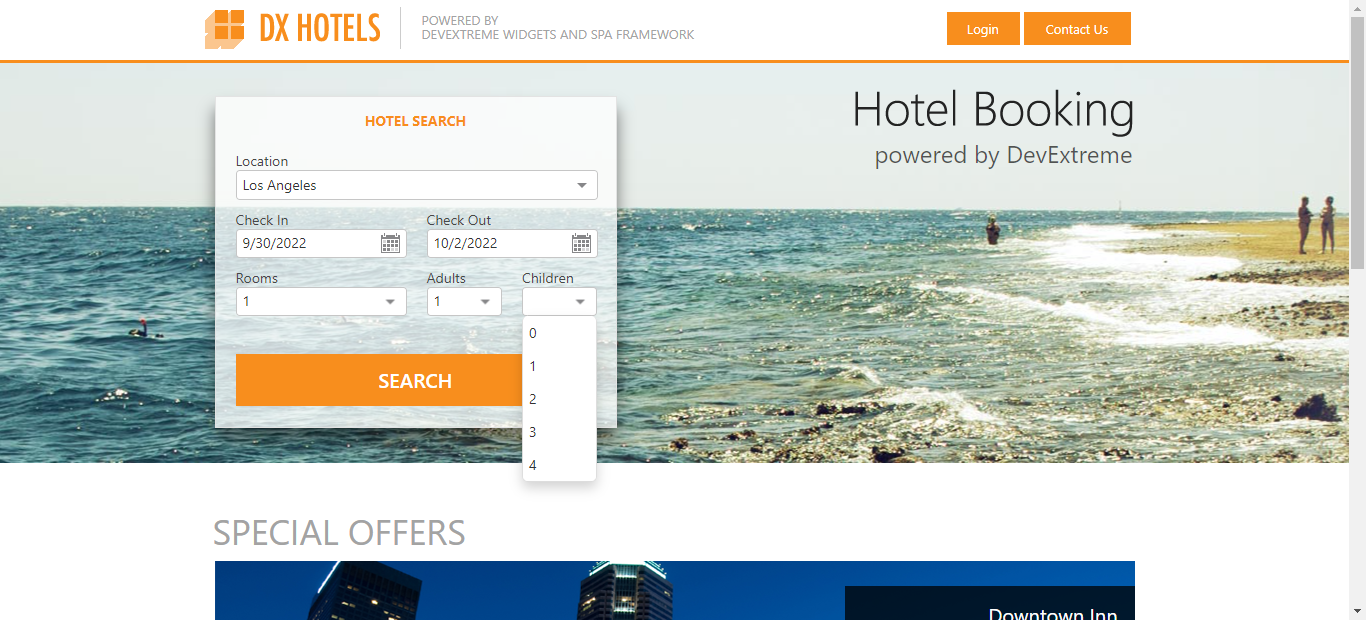 DX HOTELS
POWERED BY
DEVEXTREME WIDGETS AND SPA FRAMEWORK
Login
Contact Us
Hotel Booking
powered by DevExtreme
HOTEL SEARCH
Location
Los Angeles
Check In
Check Out
9/30/2022
10/2/2022
Rooms
Adults
Children
1
1
0
1
2
3
4
SEARCH
SPECIAL OFFERS
Downtown Inn